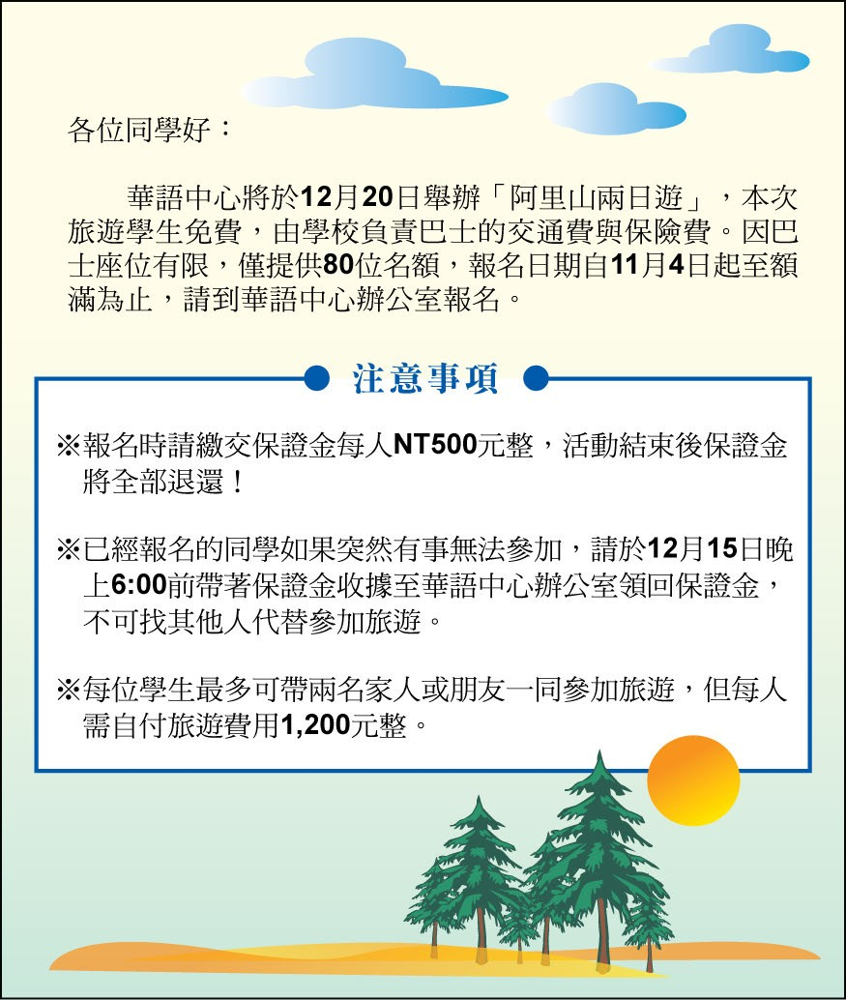 各位同學好：
華語中心將於12月20日舉辦「阿里山兩日遊」，本次
旅遊學生免費，由學校負責巴士的交通費與保險費。因巴
士座位有限，僅提供80位名額，報名日期自11月4日起至額
滿為止，請到華語中心辦公室報名。
注意事項
※報名時請繳交保證金每人NT500元整，活動結束後保證金
將全部退還！
※已經報名的同學如果突然有事無法參加，請於12月15日晚
上6:00前帶著保證金收據至華語中心辦公室領回保證金，
不可找其他人代替參加旅遊。
※每位學生最多可帶兩名家人或朋友一同參加旅遊，但每人
需自付旅遊費用1,200元整。